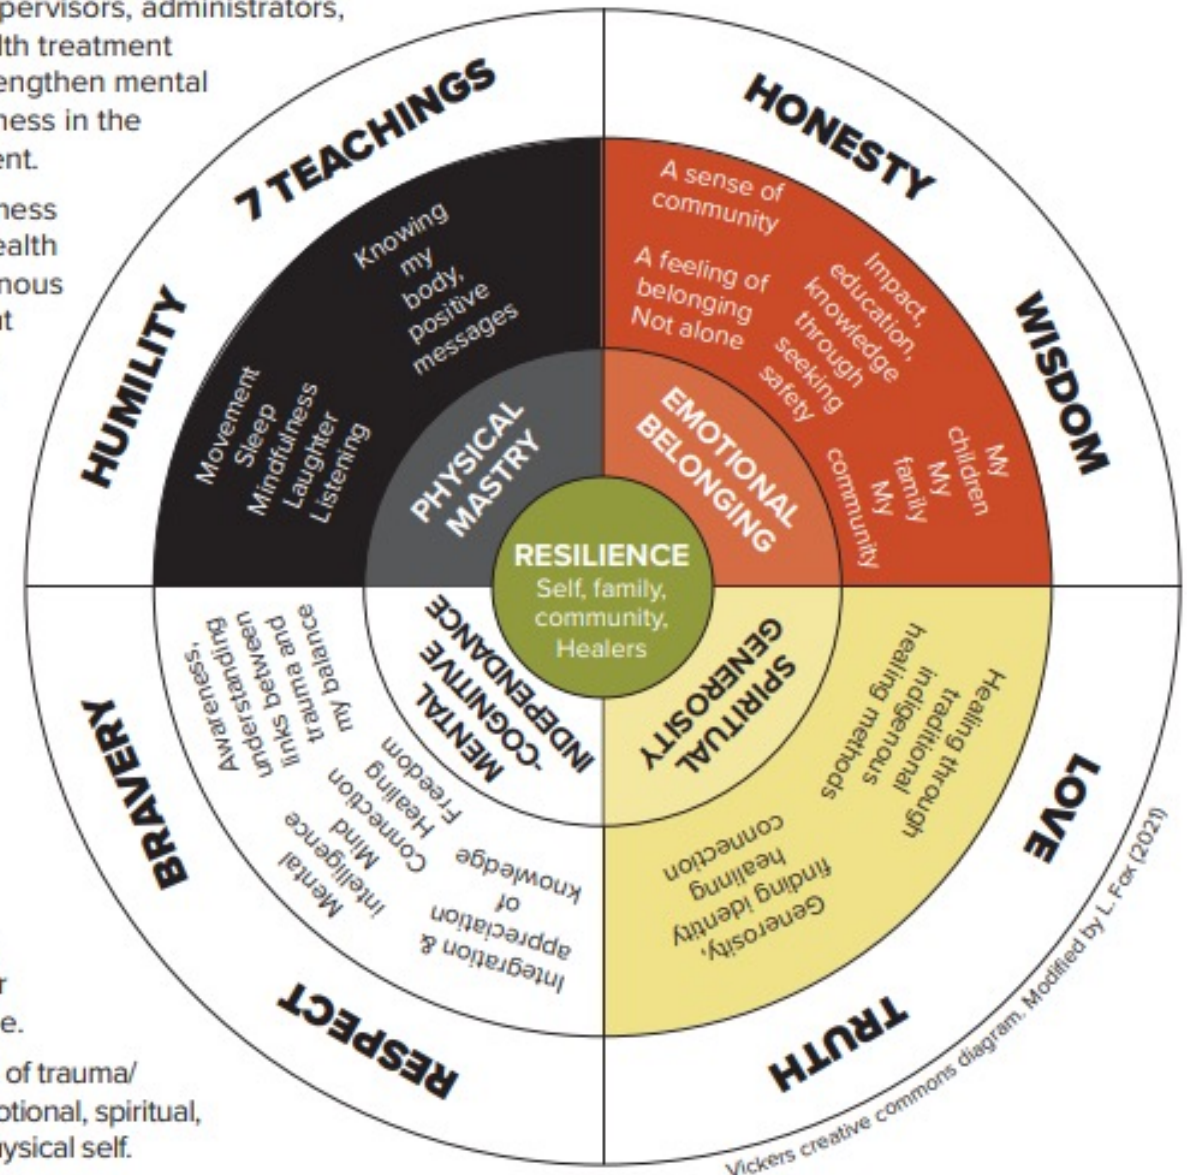 pervisors, administrators,
lth treatment
engthen mental
ness in the
ent.
ness
ealth
nous
t
r
e.
of trauma/
otional, spiritual,
ysical self.
7 TEACHINGS
HONESTY
WISDOM
LOVE
TRUTH
RESPECT
BRAVERY
HUMILITY
Knowing
my
body,
positive
messages
Movement
Sleep
Mindfulness
Laughter
Listening
PHYSICAL
MASTRY
A sense of
community
A feeling of
belonging
Not alone
Impact,
education,
knowledge
through
seeking
safety
My
children
My
family
My
community
EMOTIONAL
BELONGING
RESILIENCE
Self, family,
community,
Healers
SPIRITUAL
GENEROSITY
Healing through
traditional
indigenous
healing methods
Generosity,
finding identity
healinng
connection
MENTAL
-COGNITIVE
INDEPENDANCE
Awareness,
understanding
links between
trauma and
my balance
Mental
intelligence
Mind
Connection
Healing
Freedom
Integration &
appreciation
of
knowledge
Vickers creative commons diagram. Modified by L. Fox (2021)